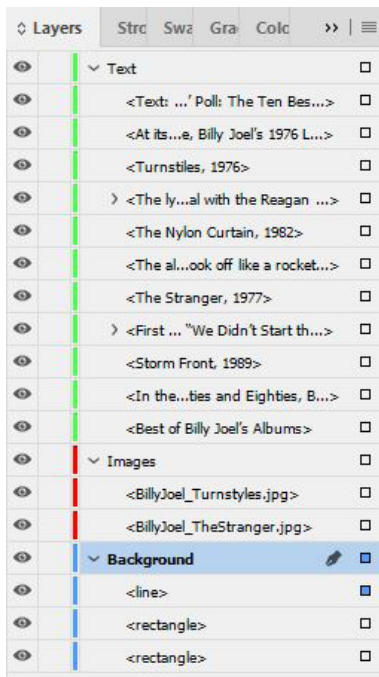 Layers Stro Swa Gra Colo >>
Text
<Text: ...’ Poll: The Ten Bes...>
<At its...e, Billy Joel’s 1976 L...>
<Turnstiles, 1976>
<The ly...al with the Reagan ...>
<The Nylon Curtain, 1982>
<The al...ook off like a rocket...>
<The Stranger, 1977>
<First ... “We Didn’t Start th...>
<Storm Front, 1989>
<In the...ties and Eighties, B...>
<Best of Billy Joel’s Albums>
Images
<BillyJoel_Turnstyles.jpg>
<BillyJoel_TheStranger.jpg>
Background
<line>
<rectangle>
<rectangle>